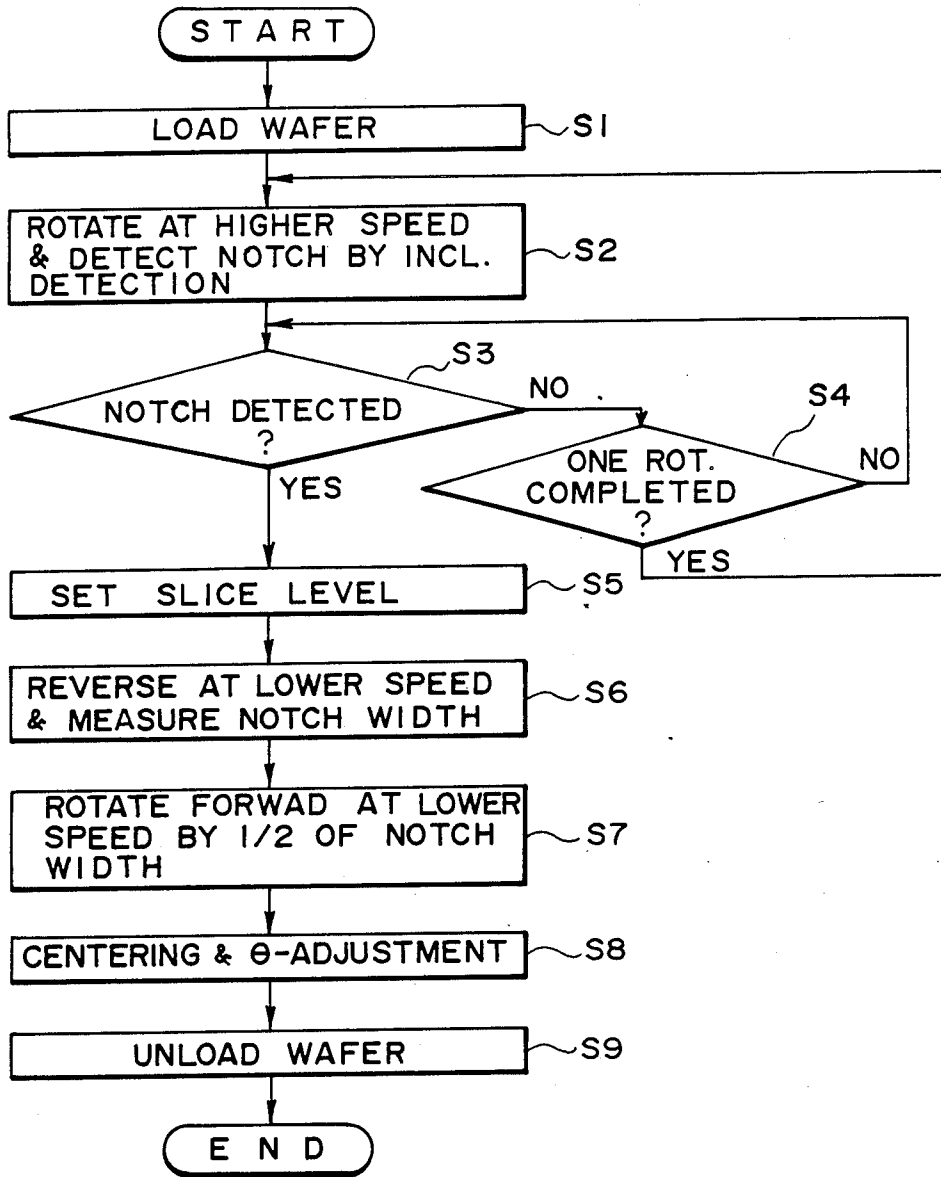 START
LOAD WAFER
S1
ROTATE AT HIGHER SPEED
& DETECT NOTCH BY INCL.
DETECTION
S2
S3
NOTCH DETECTED
?
NO
YES
S4
ONE ROT.
COMPLETED
?
NO
YES
SET SLICE LEVEL
S5
REVERSE AT LOWER SPEED
& MEASURE NOTCH WIDTH
S6
ROTATE FORWAD AT LOWER
SPEED BY 1/2 OF NOTCH
WIDTH
S7
CENTERING & θ-ADJUSTMENT
S8
UNLOAD WAFER
S9
END